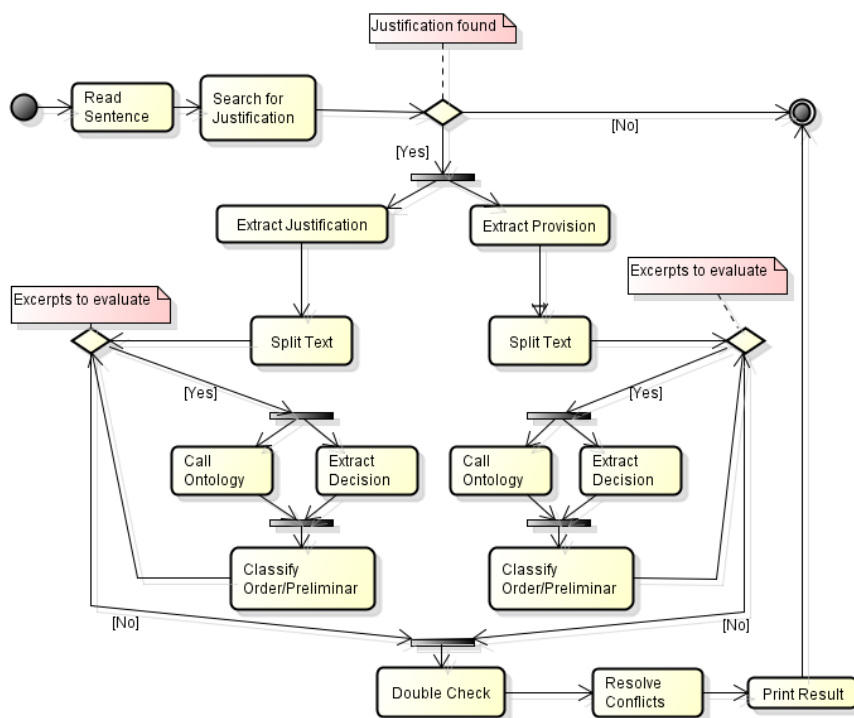 Justification found
Read
Sentence
Search for
Justification
[No]
[Yes]
Extract Justification
Extract Provision
Excerpts to evaluate
Excerpts to evaluate
Split Text
Split Text
[Yes]
[Yes]
Call
Ontology
Extract
Decision
Call
Ontology
Extract
Decision
Classify
Order/Preliminar
Classify
Order/Preliminar
[No]
[No]
Double Check
Resolve
Conflicts
Print Result